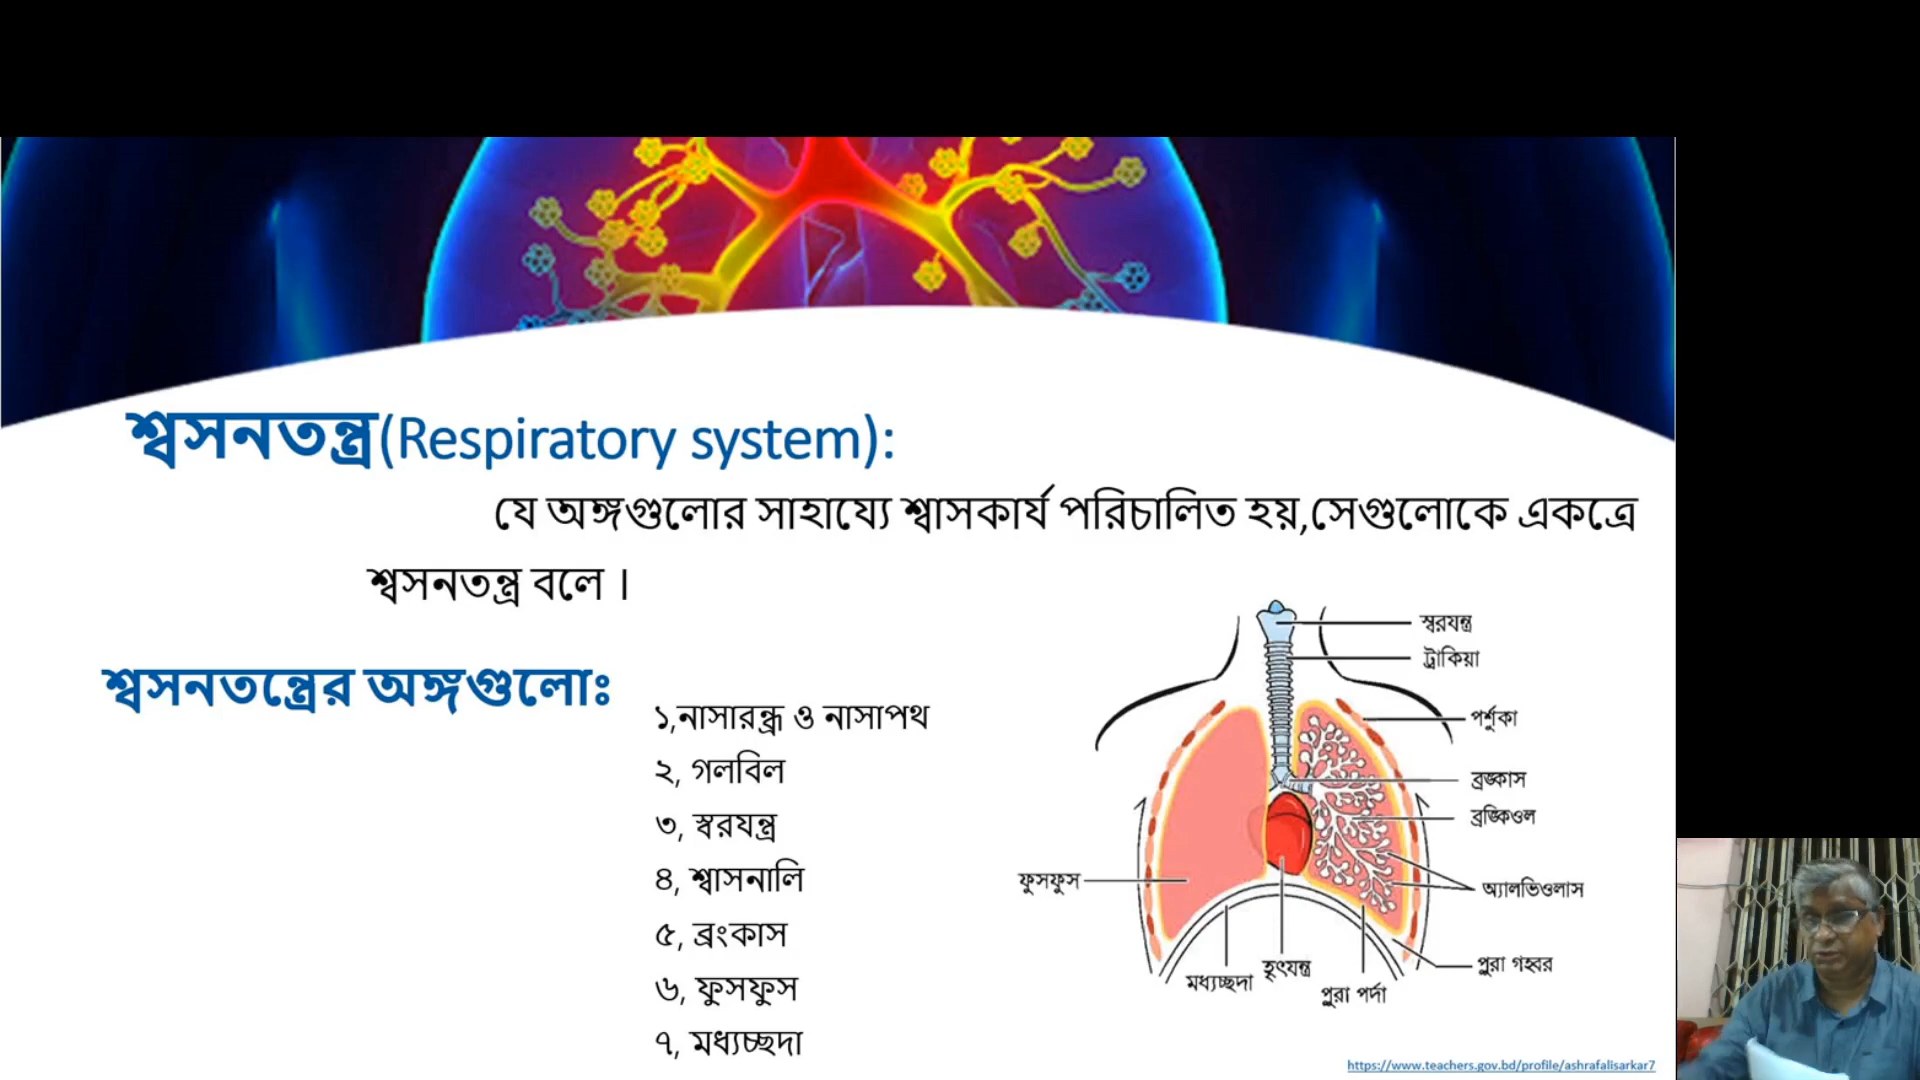 শ্বসনতন্ত্র(Respiratory system):
যে অঙ্গগুলোর সাহায্যে শ্বাসকার্য পরিচালিত হয়,সেগুলোকে একত্রে
শ্বসনতন্ত্র বলে ।
শ্বসনতন্ত্রের অঙ্গগুলোঃ
১,নাসারন্ধ্র ও নাসাপথ
২, গলবিল
৩, স্বরযন্ত্র
৪, শ্বাসনালি
৫, ব্রংকাস
৬, ফুসফুস
৭, মধ্যচ্ছদা
স্বরযন্ত্র
ট্রাকিয়া
পর্শুকা
ব্রঙ্কাস
ব্রঙ্কিওল
ফুসফুস
অ্যালভিওলাস
প্লুরা গহ্বর
মধ্যচ্ছদা
হৃৎযন্ত্র
প্লুরা পর্দা
https://www.teachers.gov.bd/profile/ashrafalisarkar7